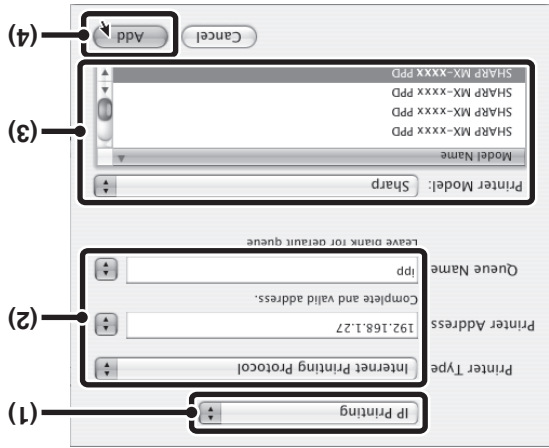 (1)
IP Printing
Printer Type
Internet Printing Protocol
(2)
Printer Address
192.168.1.27
Complete and valid address.
Queue Name
ipp
Leave blank for default queue
(3)
Printer Model:
Sharp
Model Name
SHARP MX-xxxx PPD
SHARP MX-xxxx PPD
SHARP MX-xxxx PPD
SHARP MX-xxxx PPD
(4)
Cancel
Add